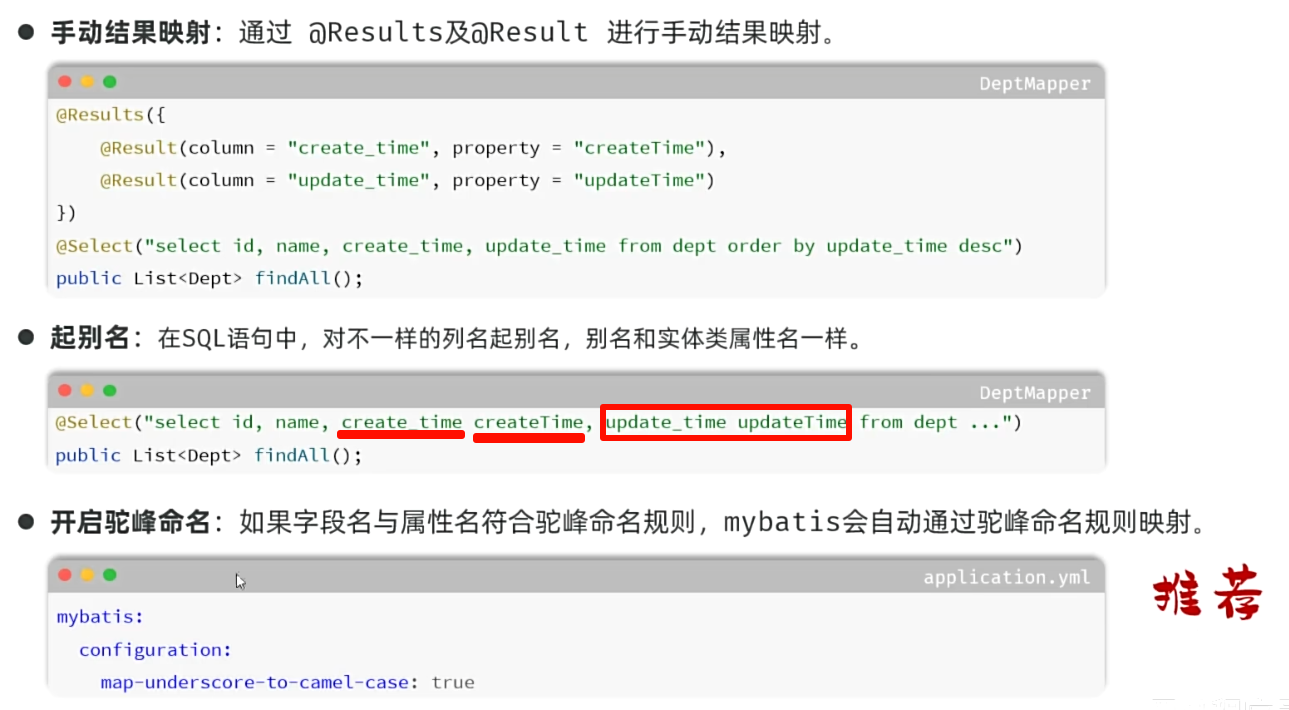 ● 手动结果映射：通过 @Results及@Result 进行手动结果映射。
DeptMapper
@Results({
    @Result(column = "create_time", property = "createTime"),
    @Result(column = "update_time", property = "updateTime")
})
@Select("select id, name, create_time, update_time from dept order by update_time desc")
public List<Dept> findAll();
● 起别名：在SQL语句中，对不一样的列名起别名，别名和实体类属性名一样。
DeptMapper
@Select("select id, name, create_time createTime, update_time updateTime from dept ...")
public List<Dept> findAll();
● 开启驼峰命名：如果字段名与属性名符合驼峰命名规则，mybatis会自动通过驼峰命名规则映射。
application.yml
推荐
mybatis:
  configuration:
    map-underscore-to-camel-case: true